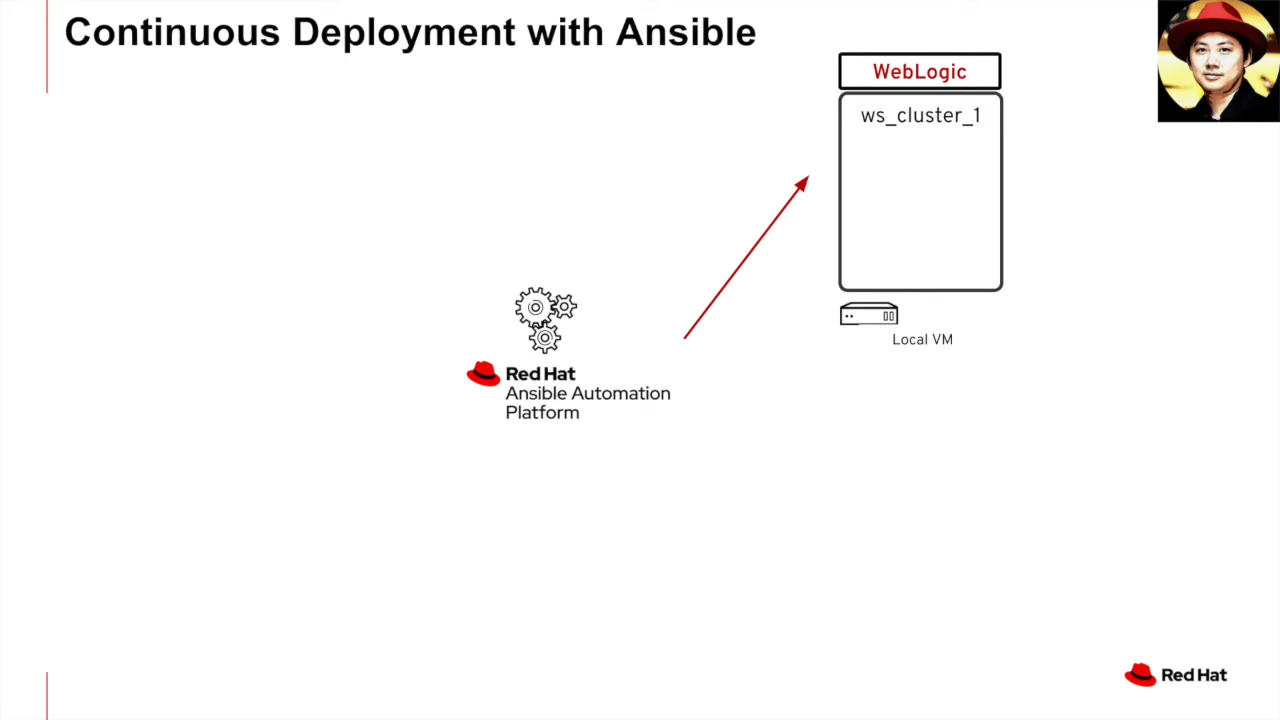 Continuous Deployment with Ansible
WebLogic
ws_cluster_1
Local VM
Red Hat
Ansible Automation
Platform
Red Hat